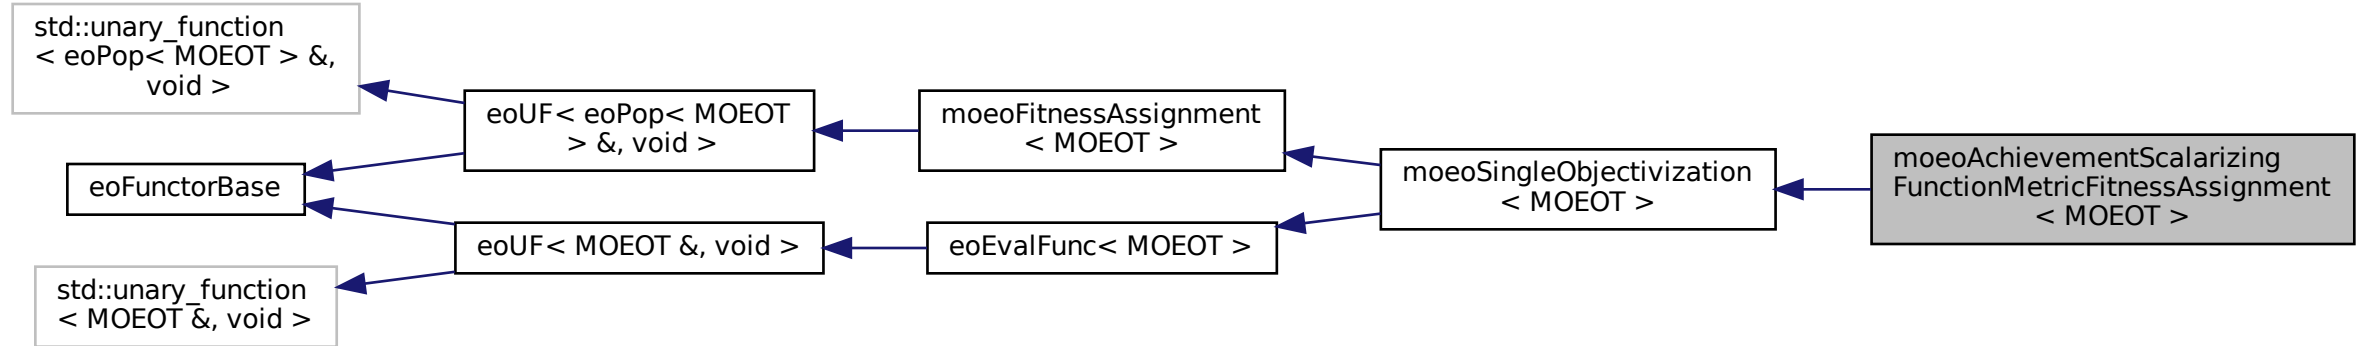 std::unary_function
< eoPop< MOEOT > &,
void >
eoFunctorBase
std::unary_function
< MOEOT &, void >
eoUF< eoPop< MOEOT
> &, void >
eoUF< MOEOT &, void >
moeoFitnessAssignment
< MOEOT >
eoEvalFunc< MOEOT >
moeoSingleObjectivization
< MOEOT >
moeoAchievementScalarizing
FunctionMetricFitnessAssignment
< MOEOT >